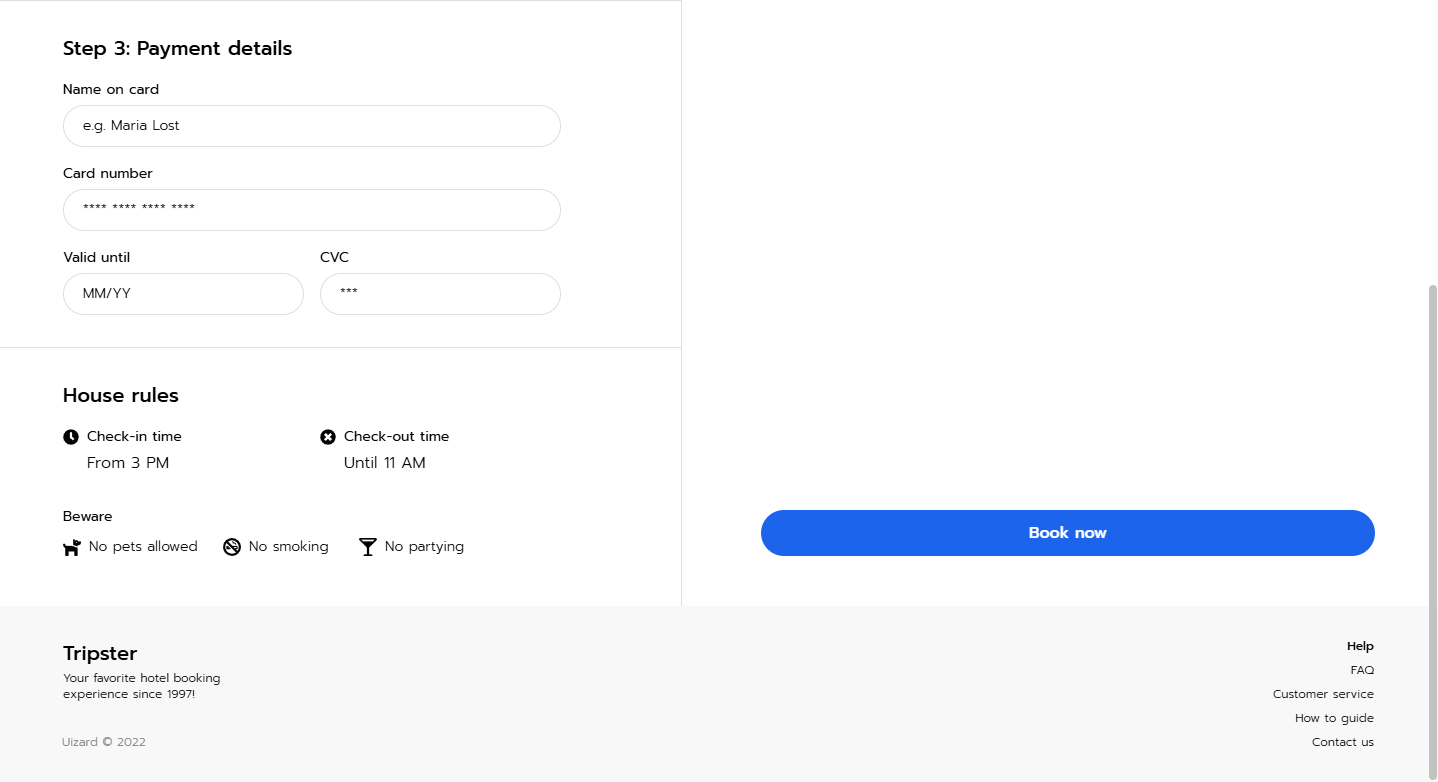 Step 3: Payment details
Name on card
e.g. Maria Lost
Card number
**** **** **** ****
Valid until
CVC
MM/YY
***
House rules
Check-in time
Check-out time
From 3 PM
Until 11 AM
Beware
No pets allowed
No smoking
No partying
Book now
Tripster
Your favorite hotel booking
experience since 1997!
Uizard © 2022
Help
FAQ
Customer service
How to guide
Contact us